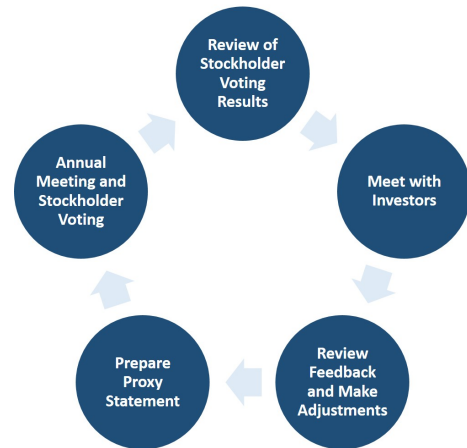 Review of
Stockholder
Voting
Results
Meet with
Investors
Review
Feedback
and Make
Adjustments
Prepare
Proxy
Statement
Annual
Meeting and
Stockholder
Voting